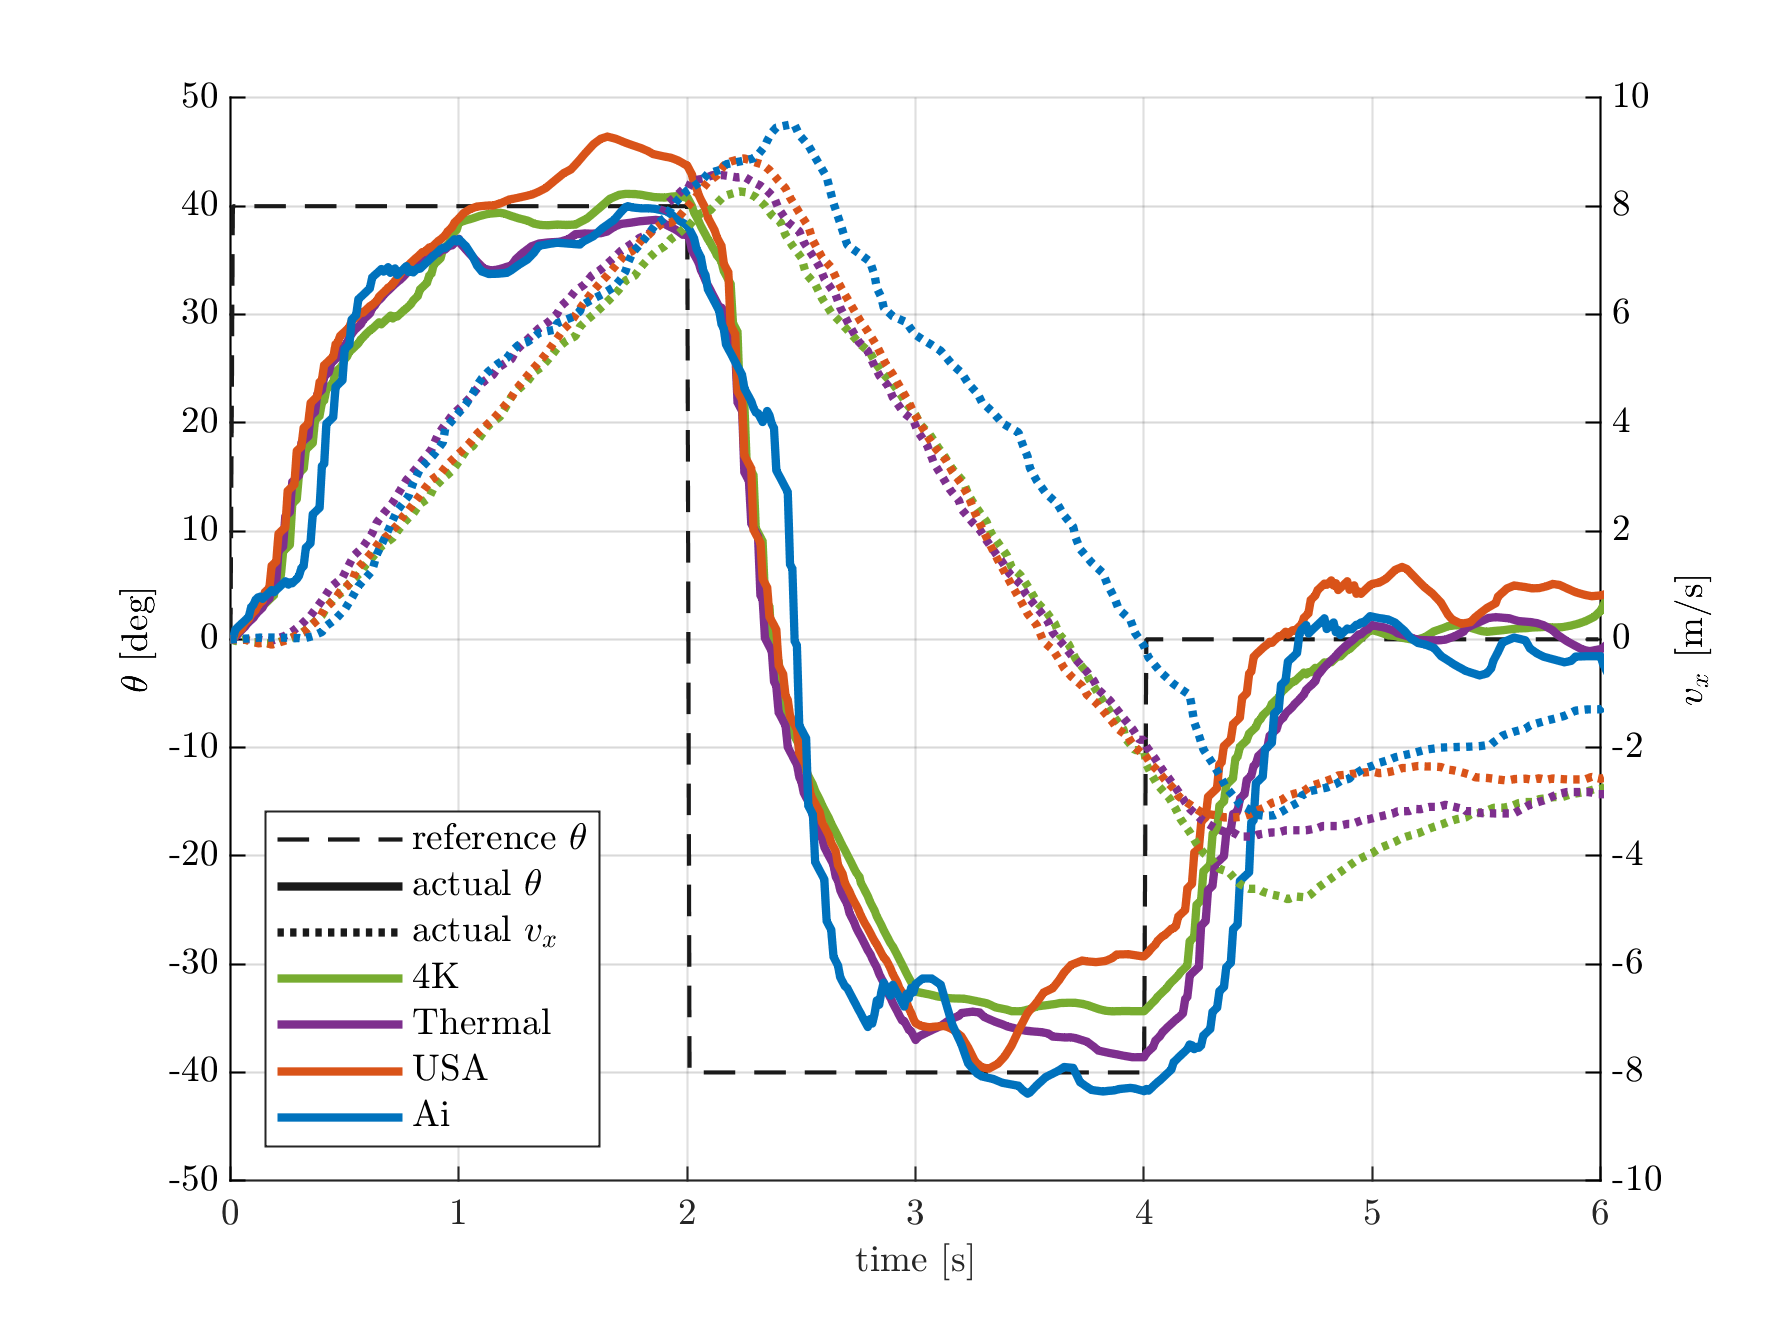 50
40
30
20
10
0
-10
-20
-30
-40
-50
θ [deg]
10
8
6
4
2
0
-2
-4
-6
-8
-10
v_x [m/s]
reference θ
actual θ
actual v_x
4K
Thermal
USA
Ai
0 1 2 3 4 5 6
time [s]